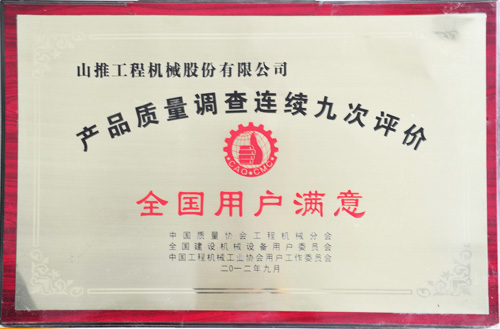 山推工程机械股份有限公司
产品质量调查连续九次评价
CAQ★CMC
全国用户满意
中国质量协会工程机械分会
全国建设机械设备用户委员会
中国工程机械工业协会用户工作委员会
二〇一二年九月